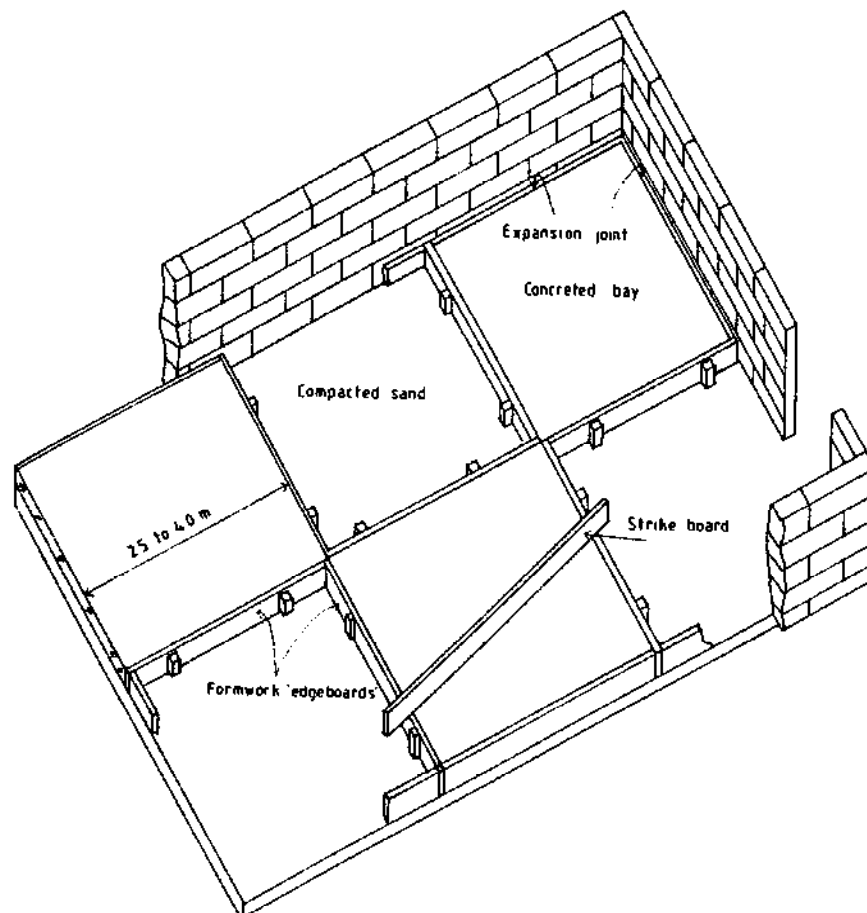 Expansion joint
Concreted bay
Compacted sand
2.5 to 4.0 m
Strike board
Formwork 'edgeboards'